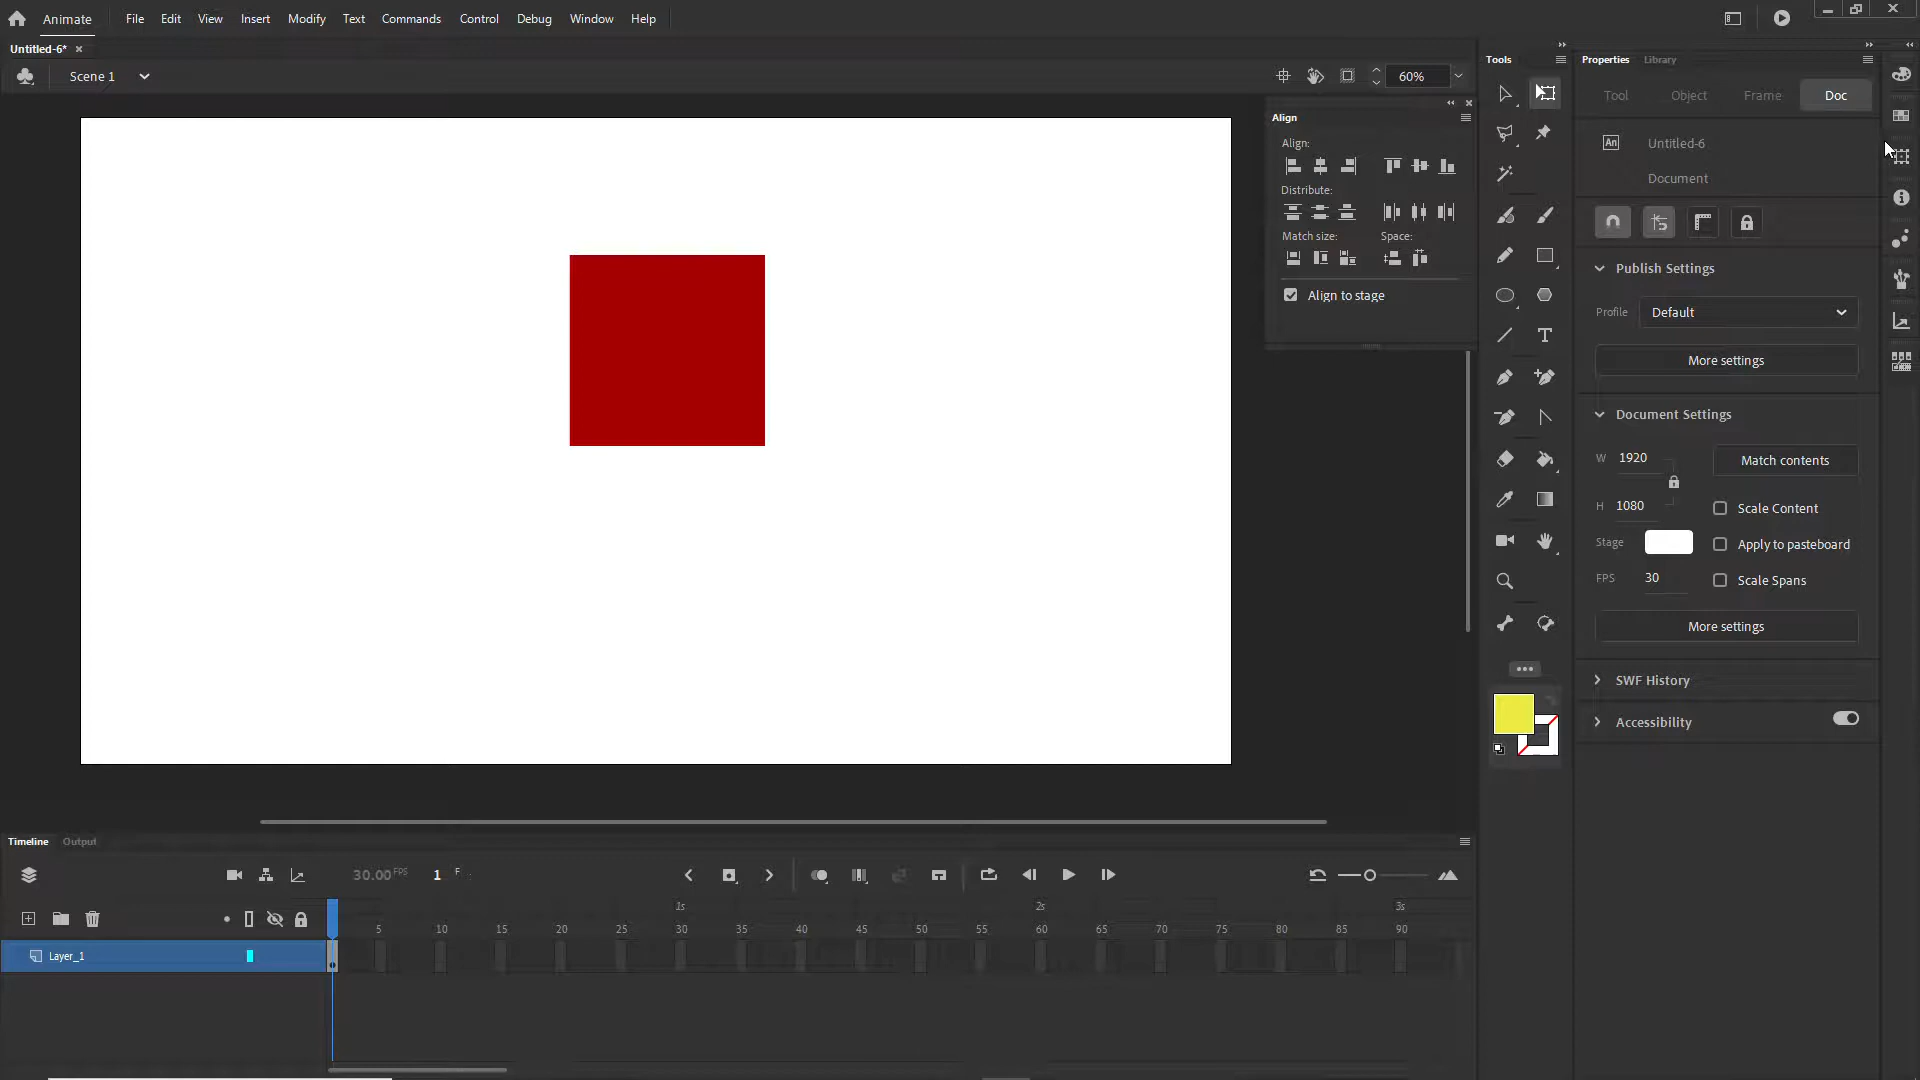 Animate File Edit View Insert Modify Text Commands Control Debug Window Help
Untitled-6*
Scene 1
60%
Align
Align:
Distribute:
Match size: Space:
Align to stage
Tools
Properties Library
Tool Object Frame Doc
An Untitled-6
Document
Publish Settings
Profile Default
More settings
Document Settings
W 1920
Match contents
H 1080
Scale Content
Stage
Apply to pasteboard
FPS 30
Scale Spans
More settings
SWF History
Accessibility
Timeline Output
30.00 FPS 1 F
1s 2s 3s
5 10 15 20 25 30 35 40 45 50 55 60 65 70 75 80 85 90
Layer_1